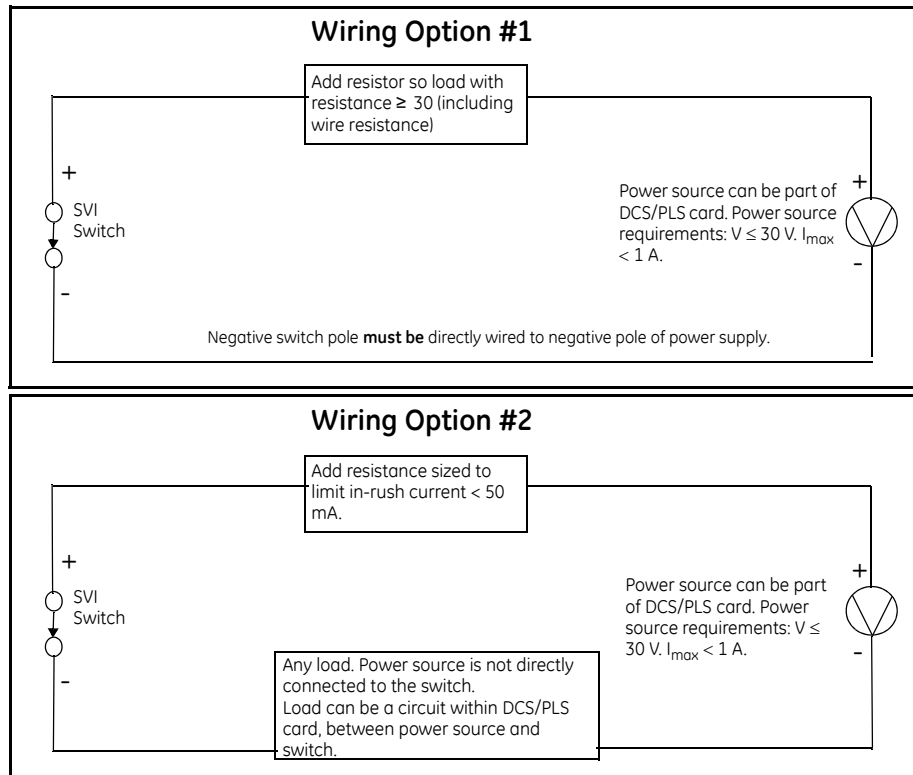 Wiring Option #1
Add resistor so load with
resistance ≥ 30 (including
wire resistance)
+
SVI
Switch
-
Power source can be part of
DCS/PLS card. Power source
requirements: V ≤ 30 V. Imax
< 1 A.
+
-
Negative switch pole must be directly wired to negative pole of power supply.
Wiring Option #2
Add resistance sized to
limit in-rush current < 50
mA.
+
SVI
Switch
-
Power source can be part
of DCS/PLS card. Power
source requirements: V ≤
30 V. Imax < 1 A.
+
-
Any load. Power source is not directly
connected to the switch.
Load can be a circuit within DCS/PLS
card, between power source and
switch.